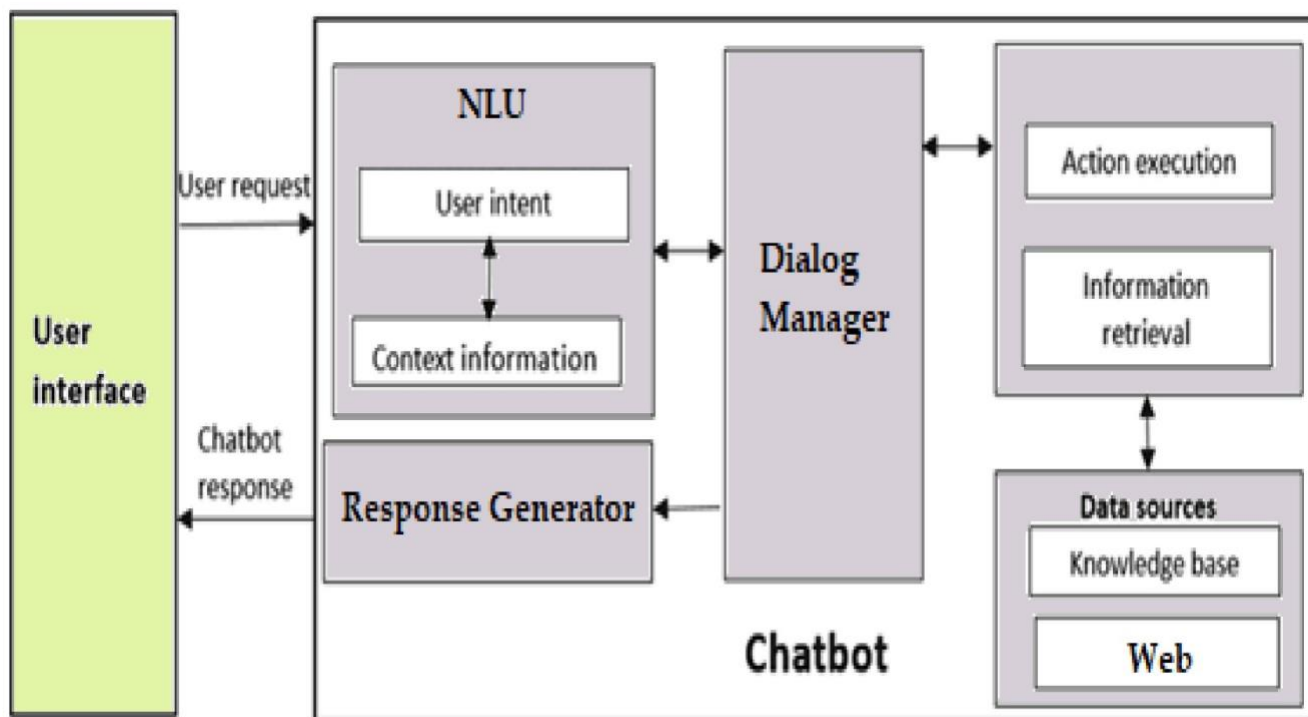 User
interface
User request
Chatbot
response
NLU
User intent
Context information
Response Generator
Dialog
Manager
Action execution
Information
retrieval
Data sources
Knowledge base
Web
Chatbot